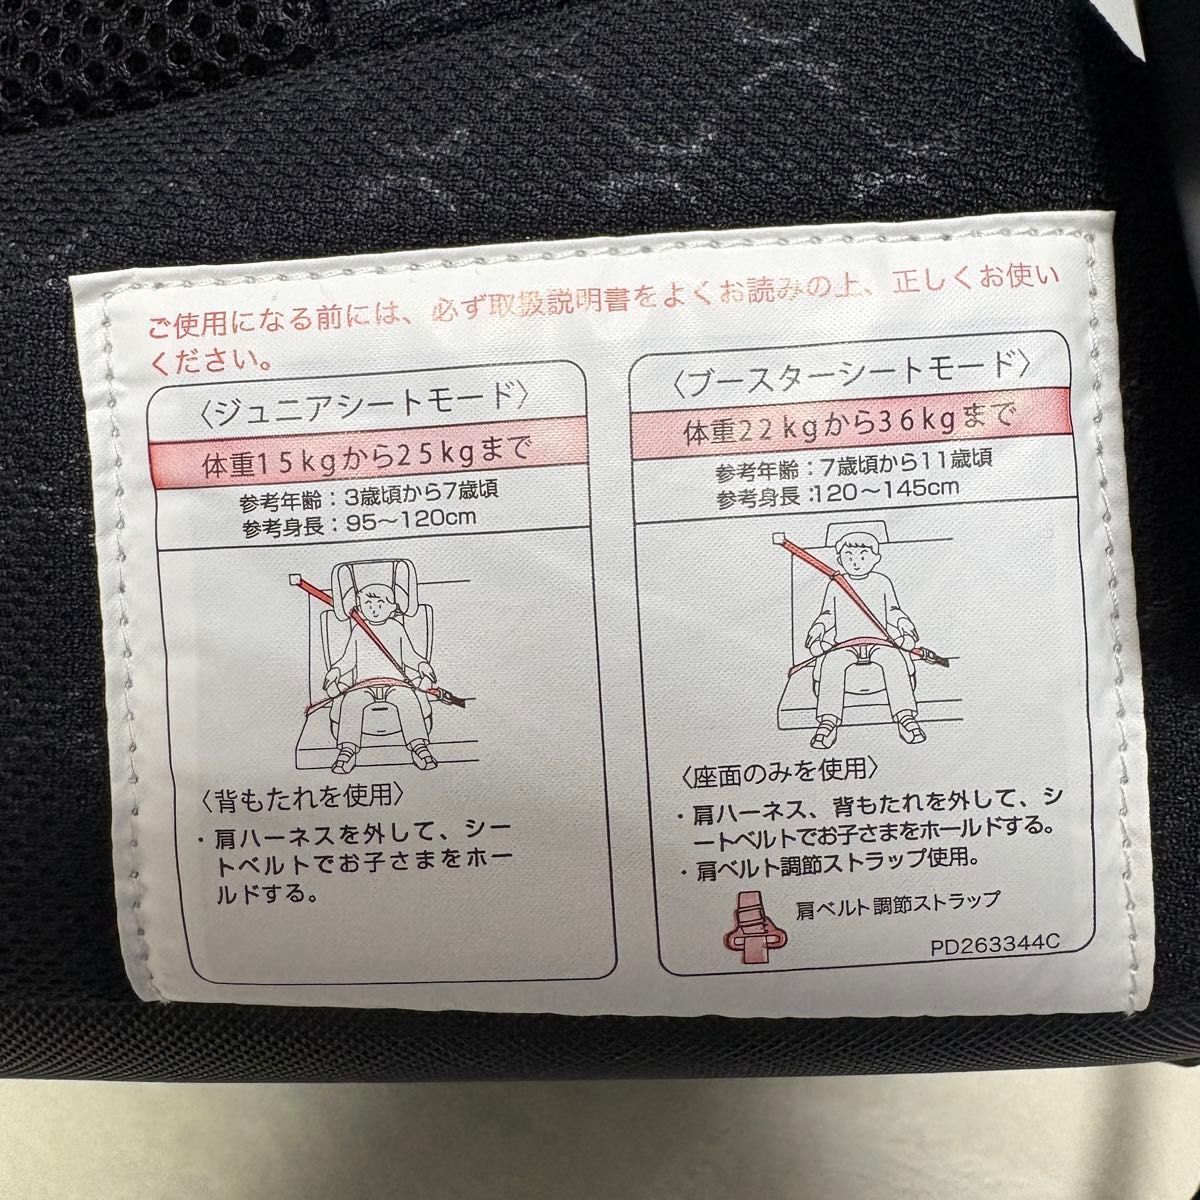 ご使用になる前には、必ず取扱説明書をよくお読みの上、正しくお使い
ください。
〈ジュニアシートモード〉
体重15kgから25kgまで
参考年齢：3歳頃から7歳頃
参考身長：95〜120cm
〈背もたれを使用〉
・肩ハーネスを外して、シー
トベルトでお子さまをホー
ルドする。
〈ブースターシートモード〉
体重22kgから36kgまで
参考年齢：7歳頃から11歳頃
参考身長：120〜145cm
〈座面のみを使用〉
・肩ハーネス、背もたれを外して、シ
ートベルトでお子さまをホールドする。
・肩ベルト調節ストラップ使用。
肩ベルト調節ストラップ
PD263344C